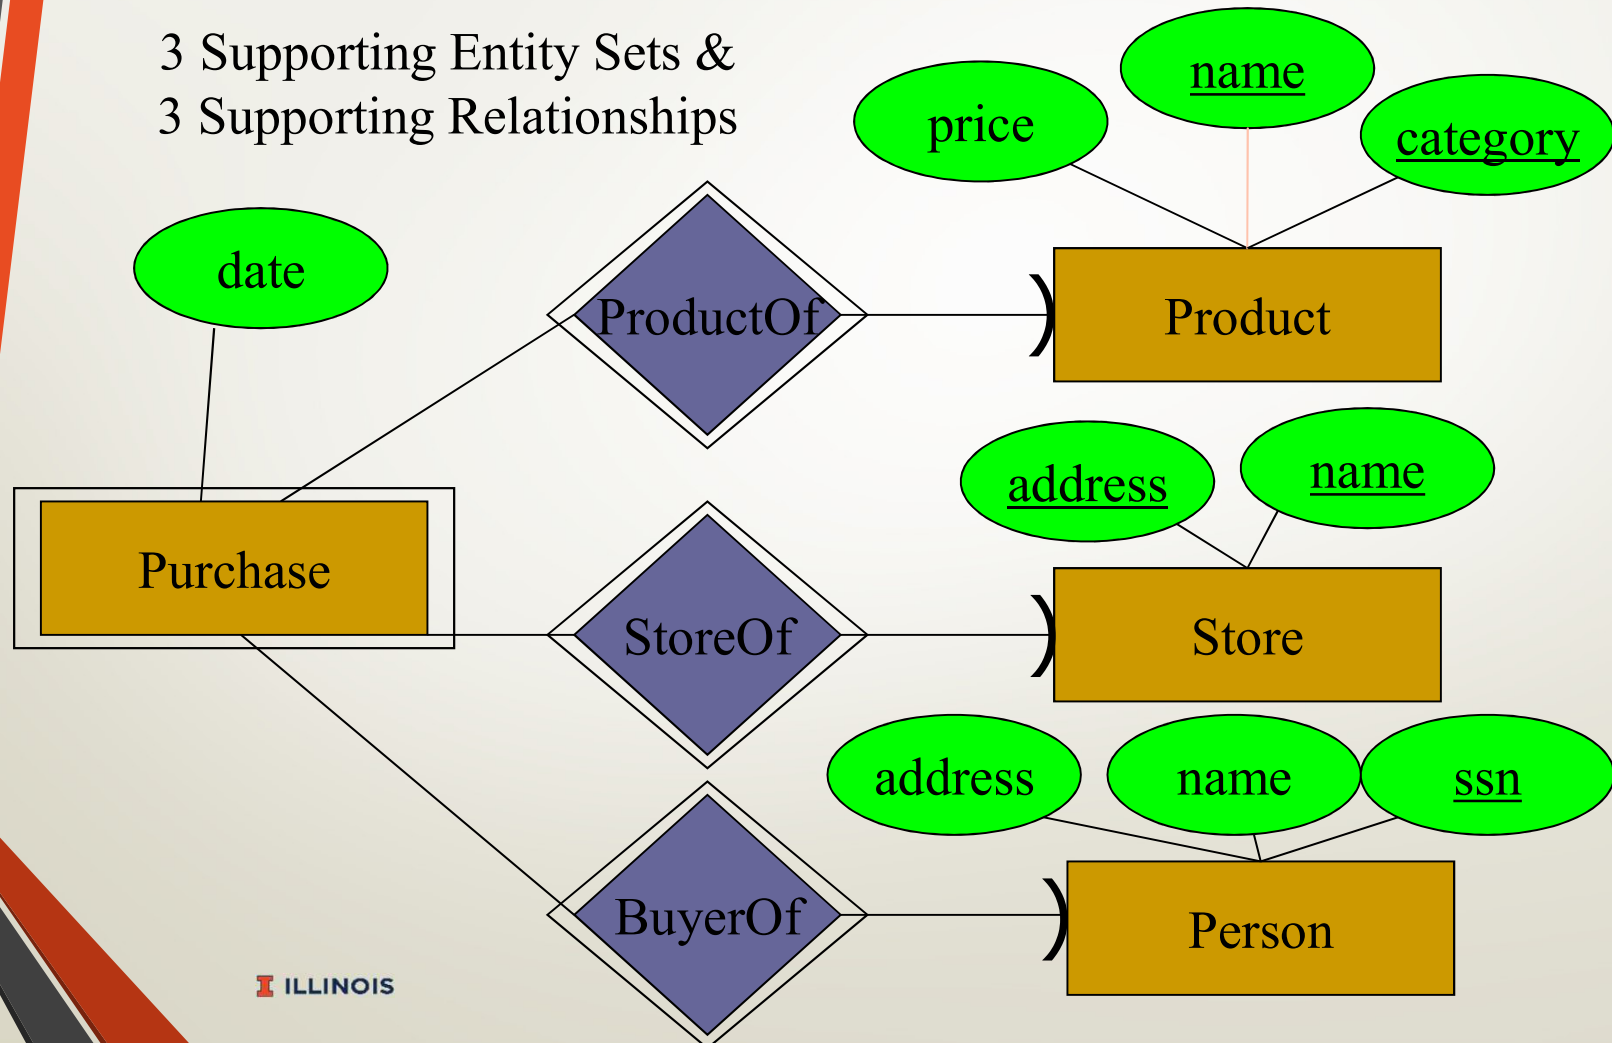 3 Supporting Entity Sets &
3 Supporting Relationships
price
name
category
date
ProductOf
Product
address
name
Purchase
StoreOf
Store
address
name
ssn
BuyerOf
Person
ILLINOIS